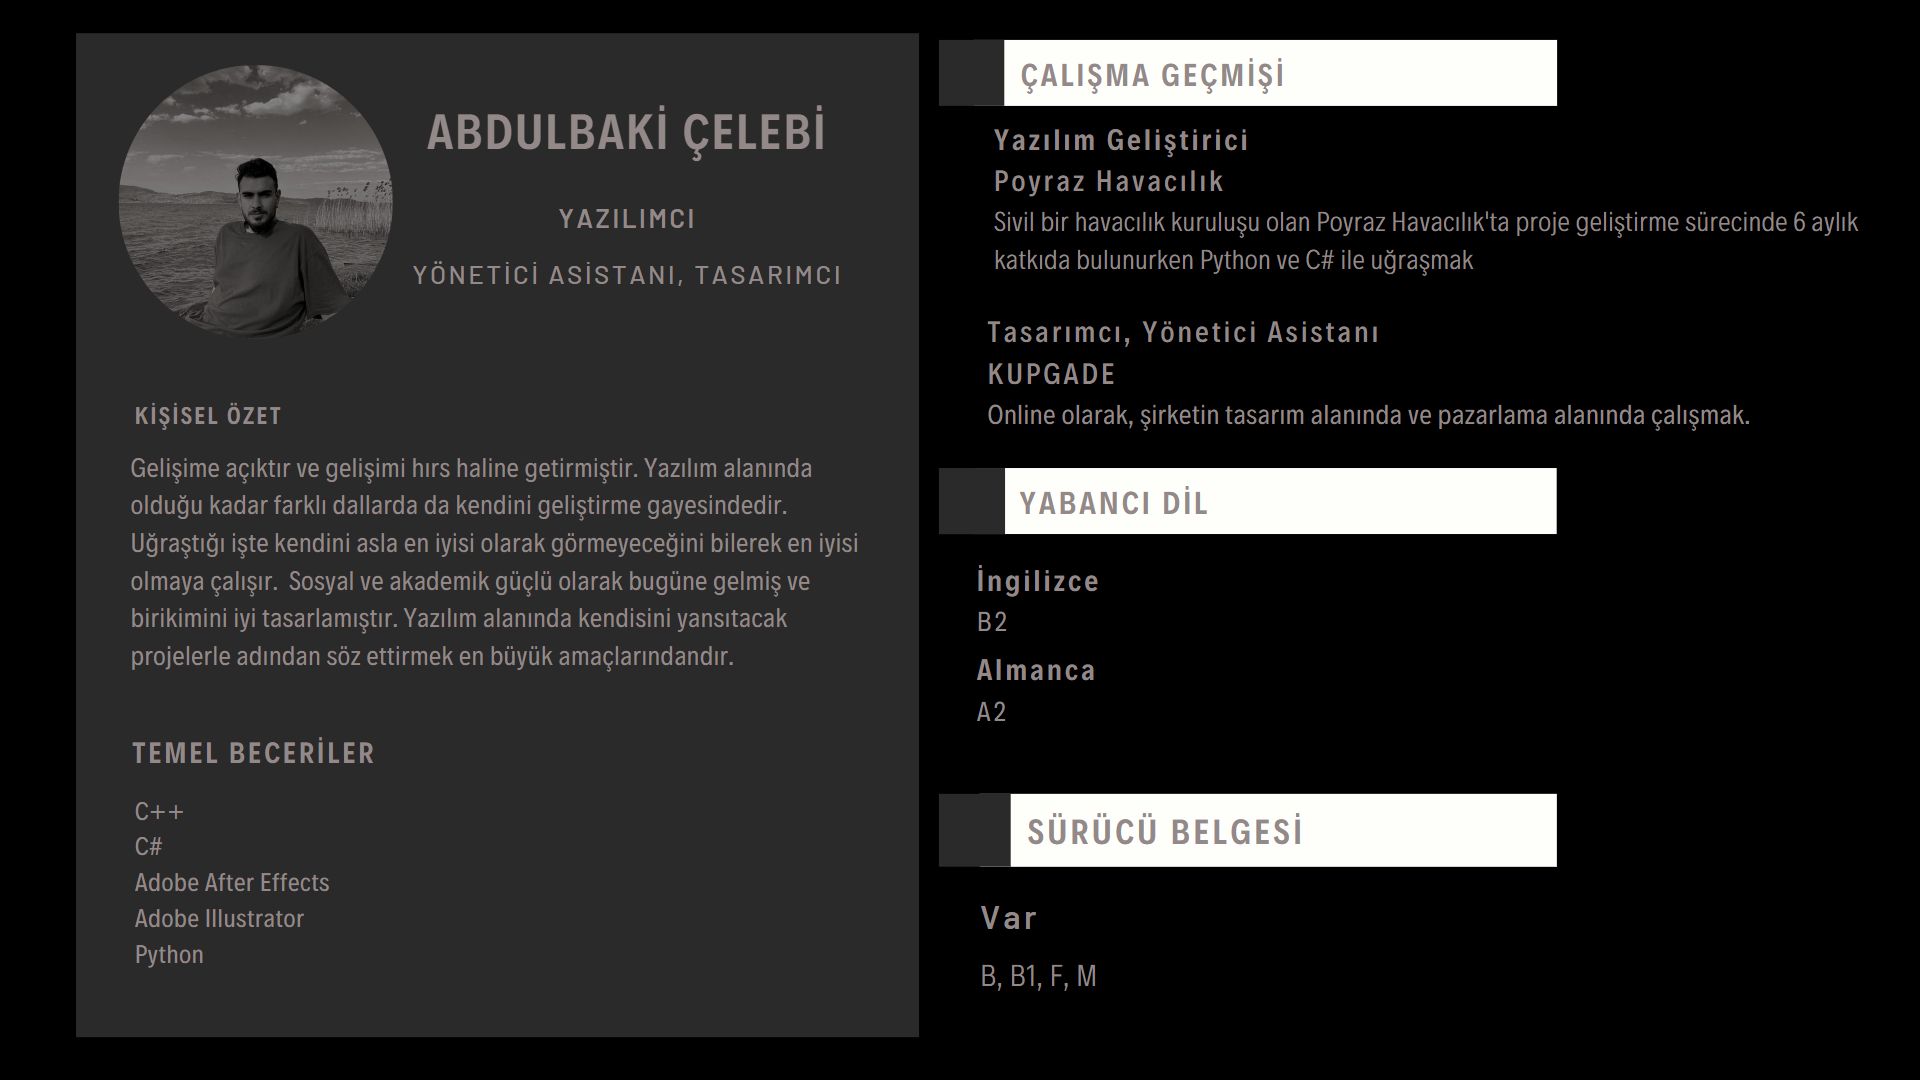 ABDULBAKİ ÇELEBİ
YAZILIMCI
YÖNETİCİ ASİSTANI, TASARIMCI
KİŞİSEL ÖZET
Gelişime açıktır ve gelişimi hırs haline getirmiştir. Yazılım alanında
olduğu kadar farklı dallarda da kendini geliştirme gayesindedir.
Uğraştığı işte kendini asla en iyisi olarak görmeyeceğini bilerek en iyisi
olmaya çalışır.  Sosyal ve akademik güçlü olarak bugüne gelmiş ve
birikimini iyi tasarlamıştır. Yazılım alanında kendisini yansıtacak
projelerle adından söz ettirmek en büyük amaçlarındandır.
TEMEL BECERİLER
C++
C#
Adobe After Effects
Adobe Illustrator
Python
ÇALIŞMA GEÇMİŞİ
Yazılım Geliştirici
Poyraz Havacılık
Sivil bir havacılık kuruluşu olan Poyraz Havacılık'ta proje geliştirme sürecinde 6 aylık
katkıda bulunurken Python ve C# ile uğraşmak
Tasarımcı, Yönetici Asistanı
KUPGADE
Online olarak, şirketin tasarım alanında ve pazarlama alanında çalışmak.
YABANCI DİL
İngilizce
B2
Almanca
A2
SÜRÜCÜ BELGESİ
Var
B, B1, F, M